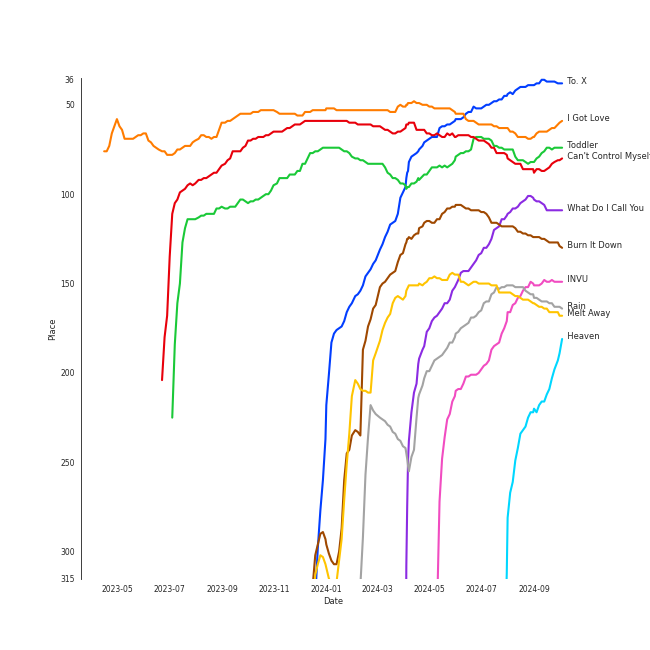 36
50
100
150
200
250
300
315
Place
2023-05
2023-07
2023-09
2023-11
2024-01
2024-03
2024-05
2024-07
2024-09
Date
To. X
I Got Love
Toddler
Can't Control Mysel
What Do I Call You
Burn It Down
INVU
Rain
Melt Away
Heaven